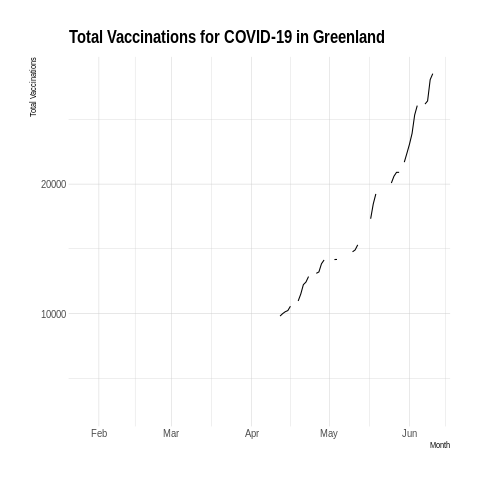 Total Vaccinations for COVID-19 in Greenland
Total Vaccinations
20000
10000
Feb Mar Apr May Jun
Month